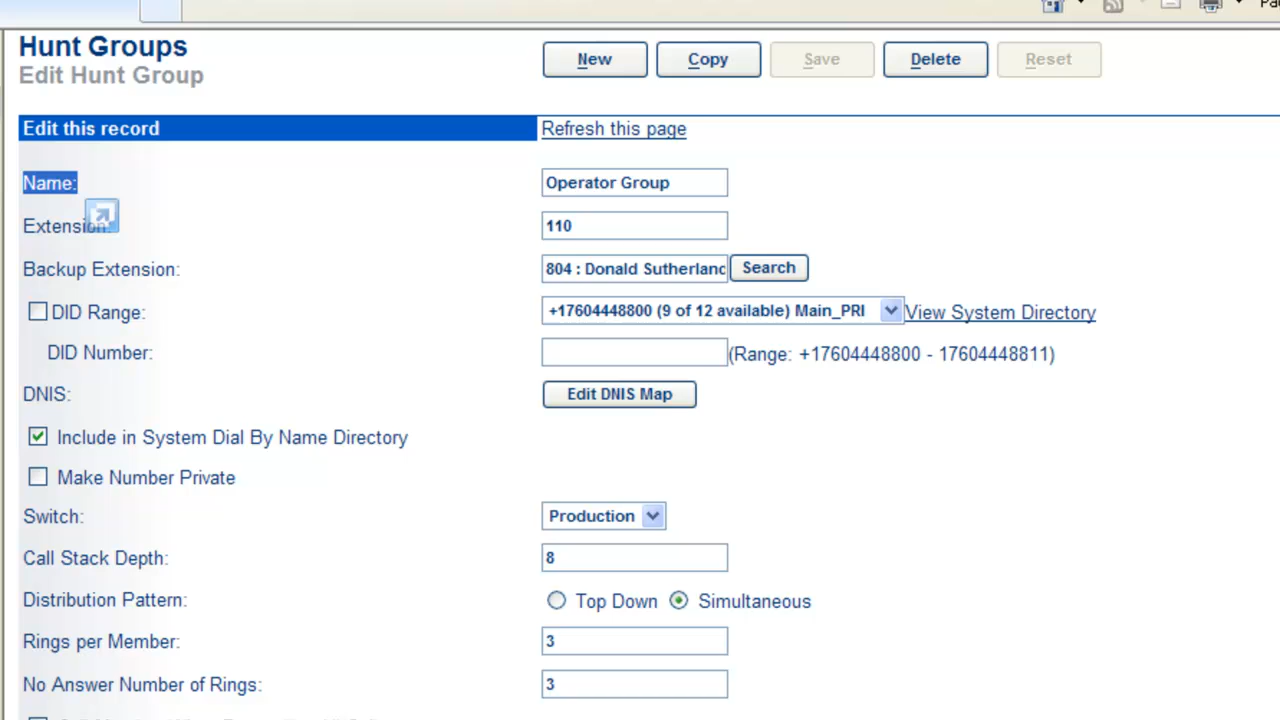 Hunt Groups
Edit Hunt Group
New Copy Save Delete Reset
Edit this record Refresh this page
Name: Operator Group
Extension: 110
Backup Extension: 804 : Donald Sutherland Search
DID Range: +17604448800 (9 of 12 available) Main_PRI View System Directory
DID Number: (Range: +17604448800 - 17604448811)
DNIS: Edit DNIS Map
Include in System Dial By Name Directory
Make Number Private
Switch: Production
Call Stack Depth: 8
Distribution Pattern: Top Down Simultaneous
Rings per Member: 3
No Answer Number of Rings: 3